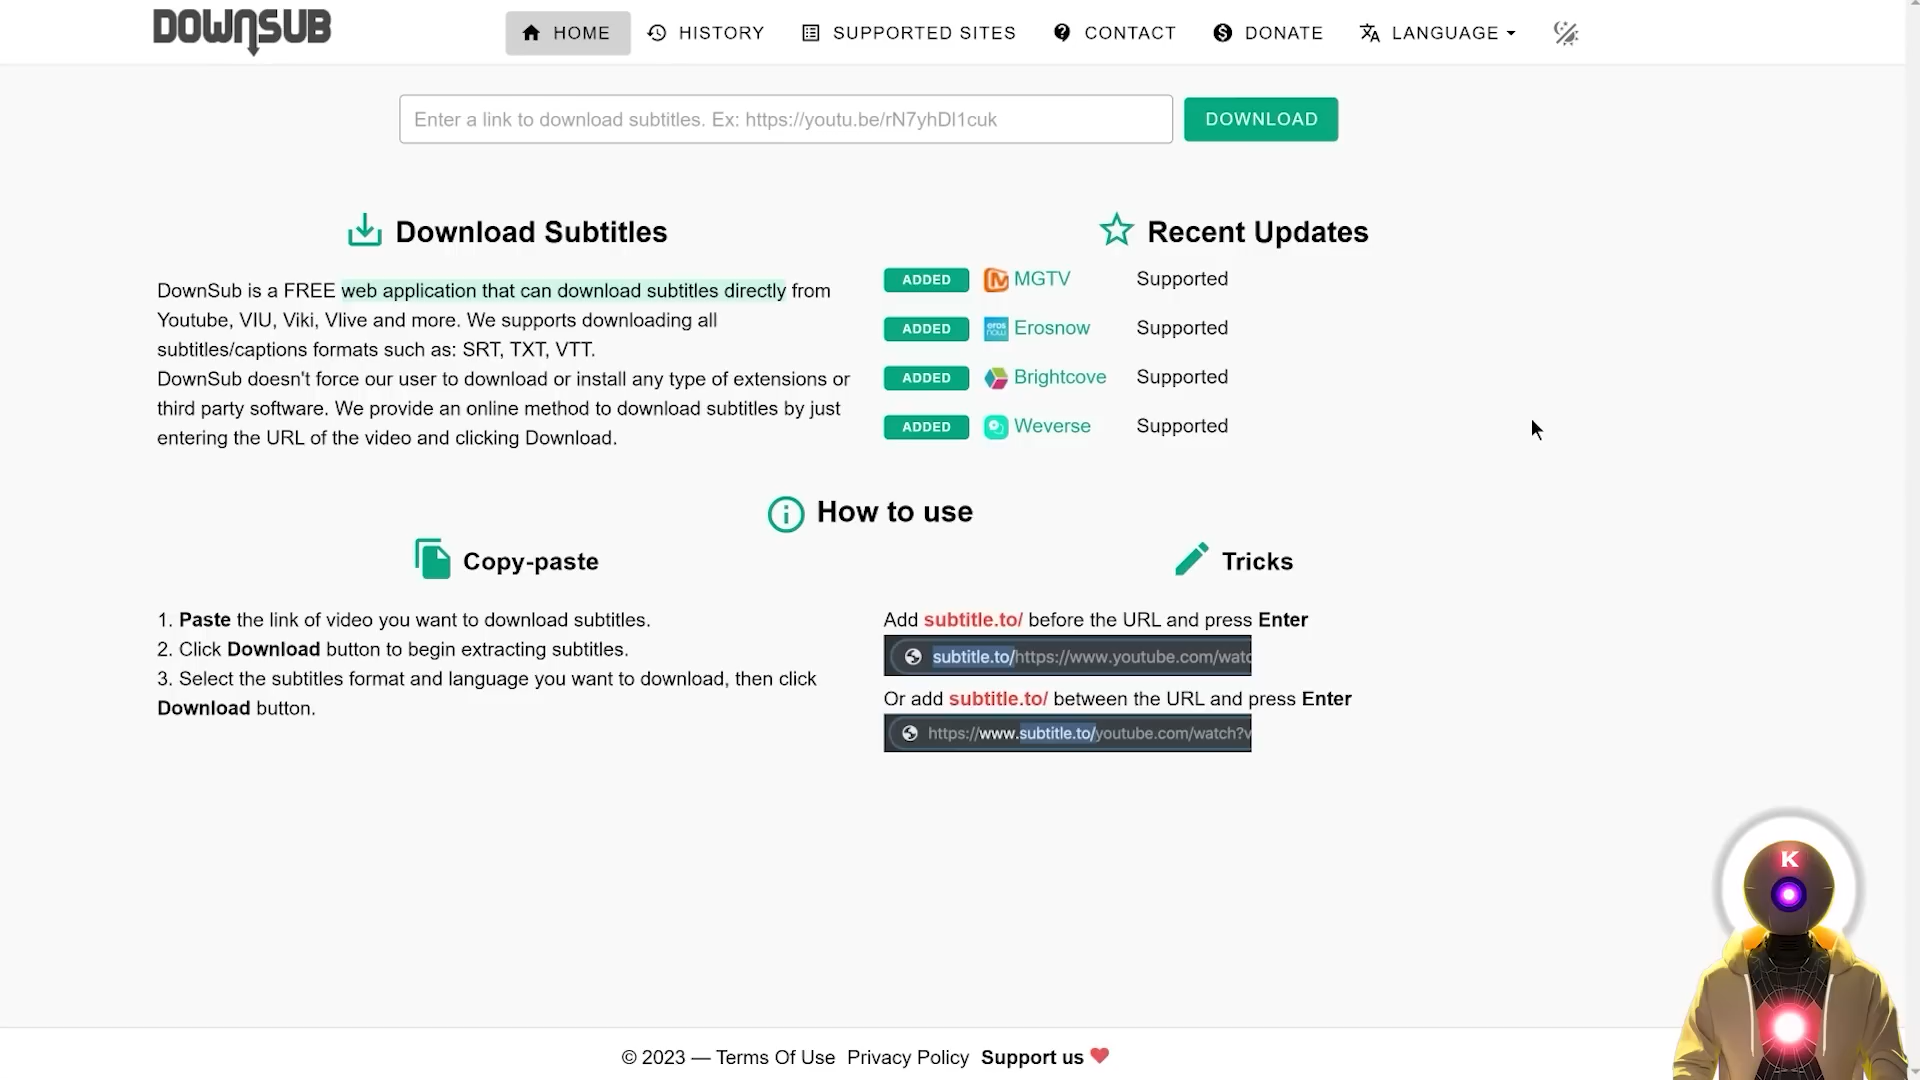 DOWNSUB
HOME
HISTORY
SUPPORTED SITES
CONTACT
DONATE
LANGUAGE
Enter a link to download subtitles. Ex: https://youtu.be/rN7yhDl1cuk
DOWNLOAD
Download Subtitles
DownSub is a FREE web application that can download subtitles directly from
Youtube, VIU, Viki, Vlive and more. We supports downloading all
subtitles/captions formats such as: SRT, TXT, VTT.
DownSub doesn't force our user to download or install any type of extensions or
third party software. We provide an online method to download subtitles by just
entering the URL of the video and clicking Download.
Recent Updates
ADDED MGTV Supported
ADDED eros now Erosnow Supported
ADDED Brightcove Supported
ADDED Weverse Supported
How to use
Copy-paste
1. Paste the link of video you want to download subtitles.
2. Click Download button to begin extracting subtitles.
3. Select the subtitles format and language you want to download, then click
Download button.
Tricks
Add subtitle.to/ before the URL and press Enter
subtitle.to/https://www.youtube.com/watc
Or add subtitle.to/ between the URL and press Enter
https://www.subtitle.to/youtube.com/watch?v
K
© 2023 — Terms Of Use Privacy Policy Support us